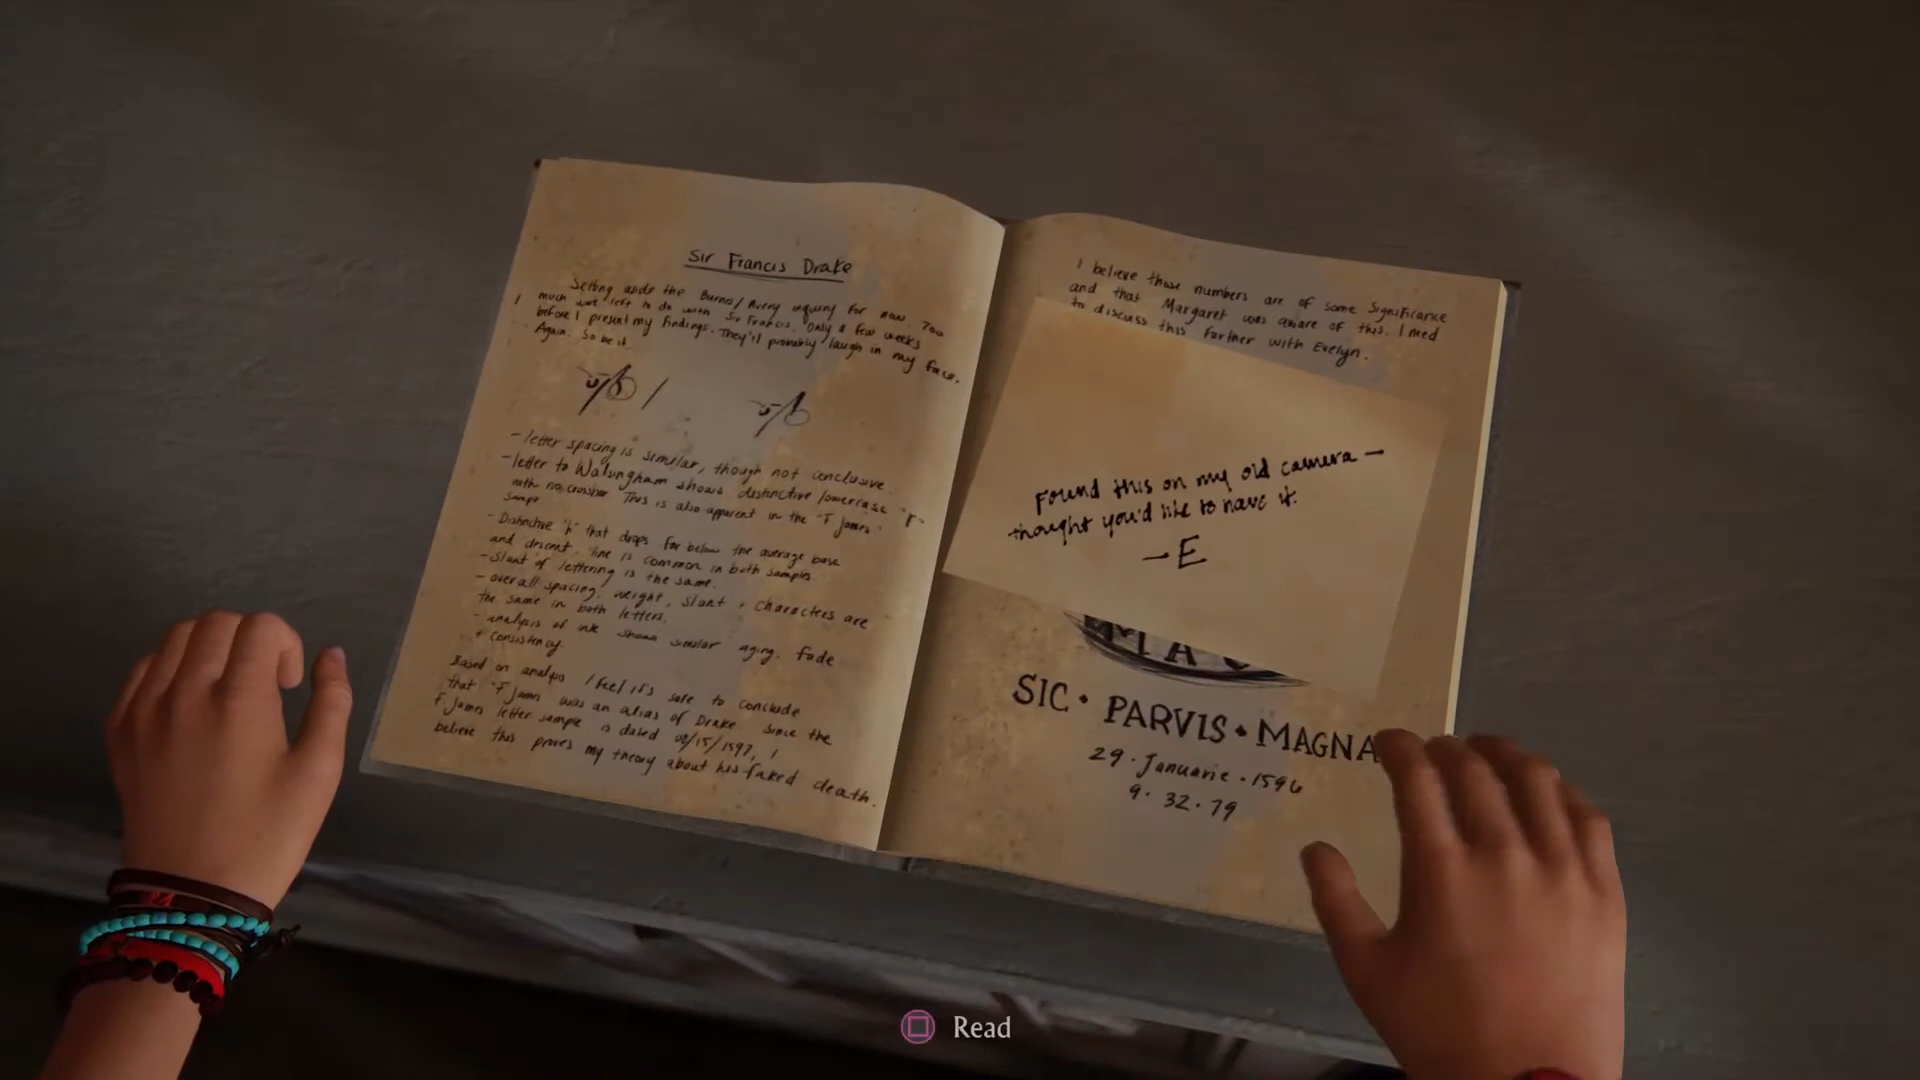 Sir Francis Drake
Setting aside the Burnes/Avery inquiry for now. Too
much work left to do with Sir Francis. Only a few weeks
before I present my findings. They'll probably laugh in my face.
Again. So be it.
- letter spacing is similar, though not conclusive.
- letter to Walsingham shows distinctive lowercase "F"
with no crossbar This is also apparent in the "F James"
sample
- Distinctive "h" that drops far below the average base
and descent line is common in both samples.
- Slant of lettering is the same.
- overall spacing, weight, slant + characters are
the same in both letters.
- analysis of ink shows similar aging, fade
+ consistency.
Based on analysis I feel it's safe to conclude
that "F James was an alias of Drake since the
F. James letter sample is dated 02/15/1597, I
believe this proves my theory about his faked death.
I believe those numbers are of some significance
and that Margaret was aware of this. I need
to discuss this further with Evelyn.
Found this on my old camera —
thought you'd like to have it.
— E
SIC • PARVIS • MAGNA
29 • Januarie • 1596
9 • 32 • 79
Read